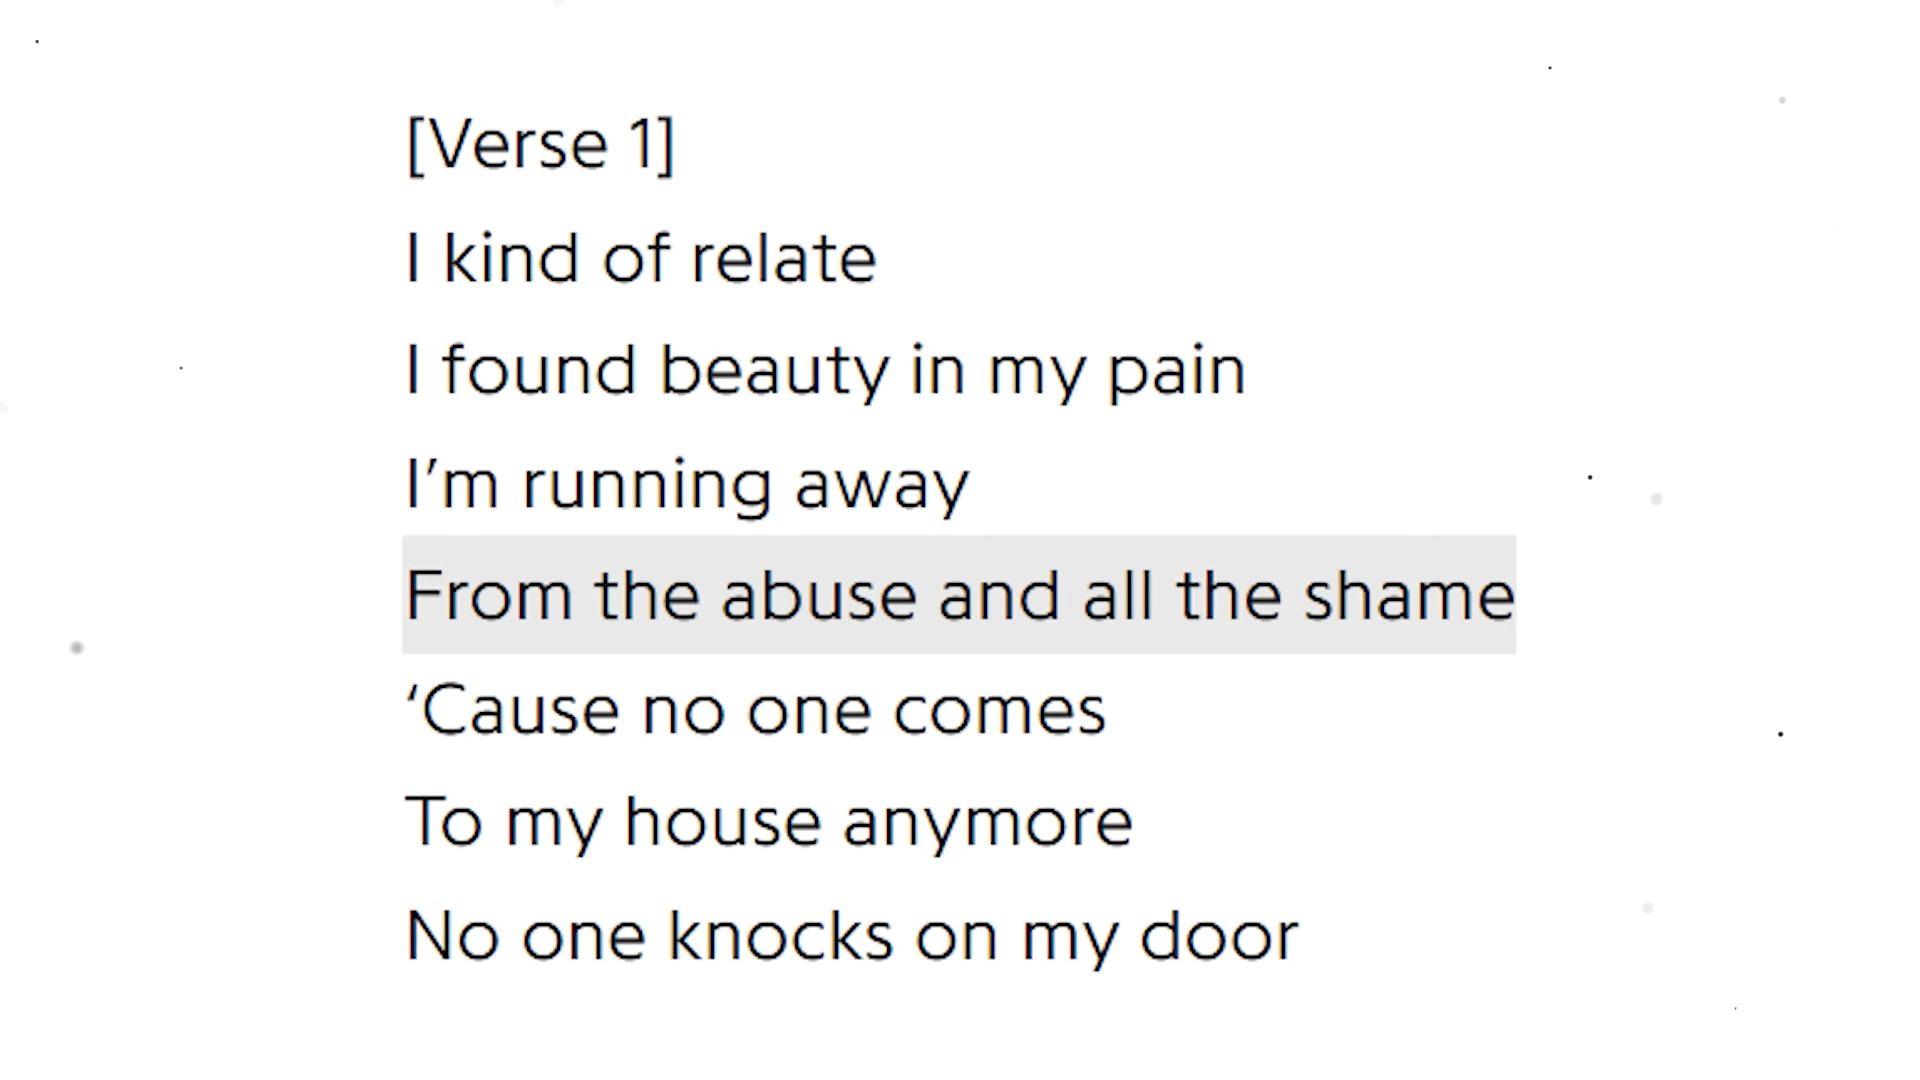 [Verse 1]
I kind of relate
I found beauty in my pain
I’m running away
From the abuse and all the shame
‘Cause no one comes
To my house anymore
No one knocks on my door